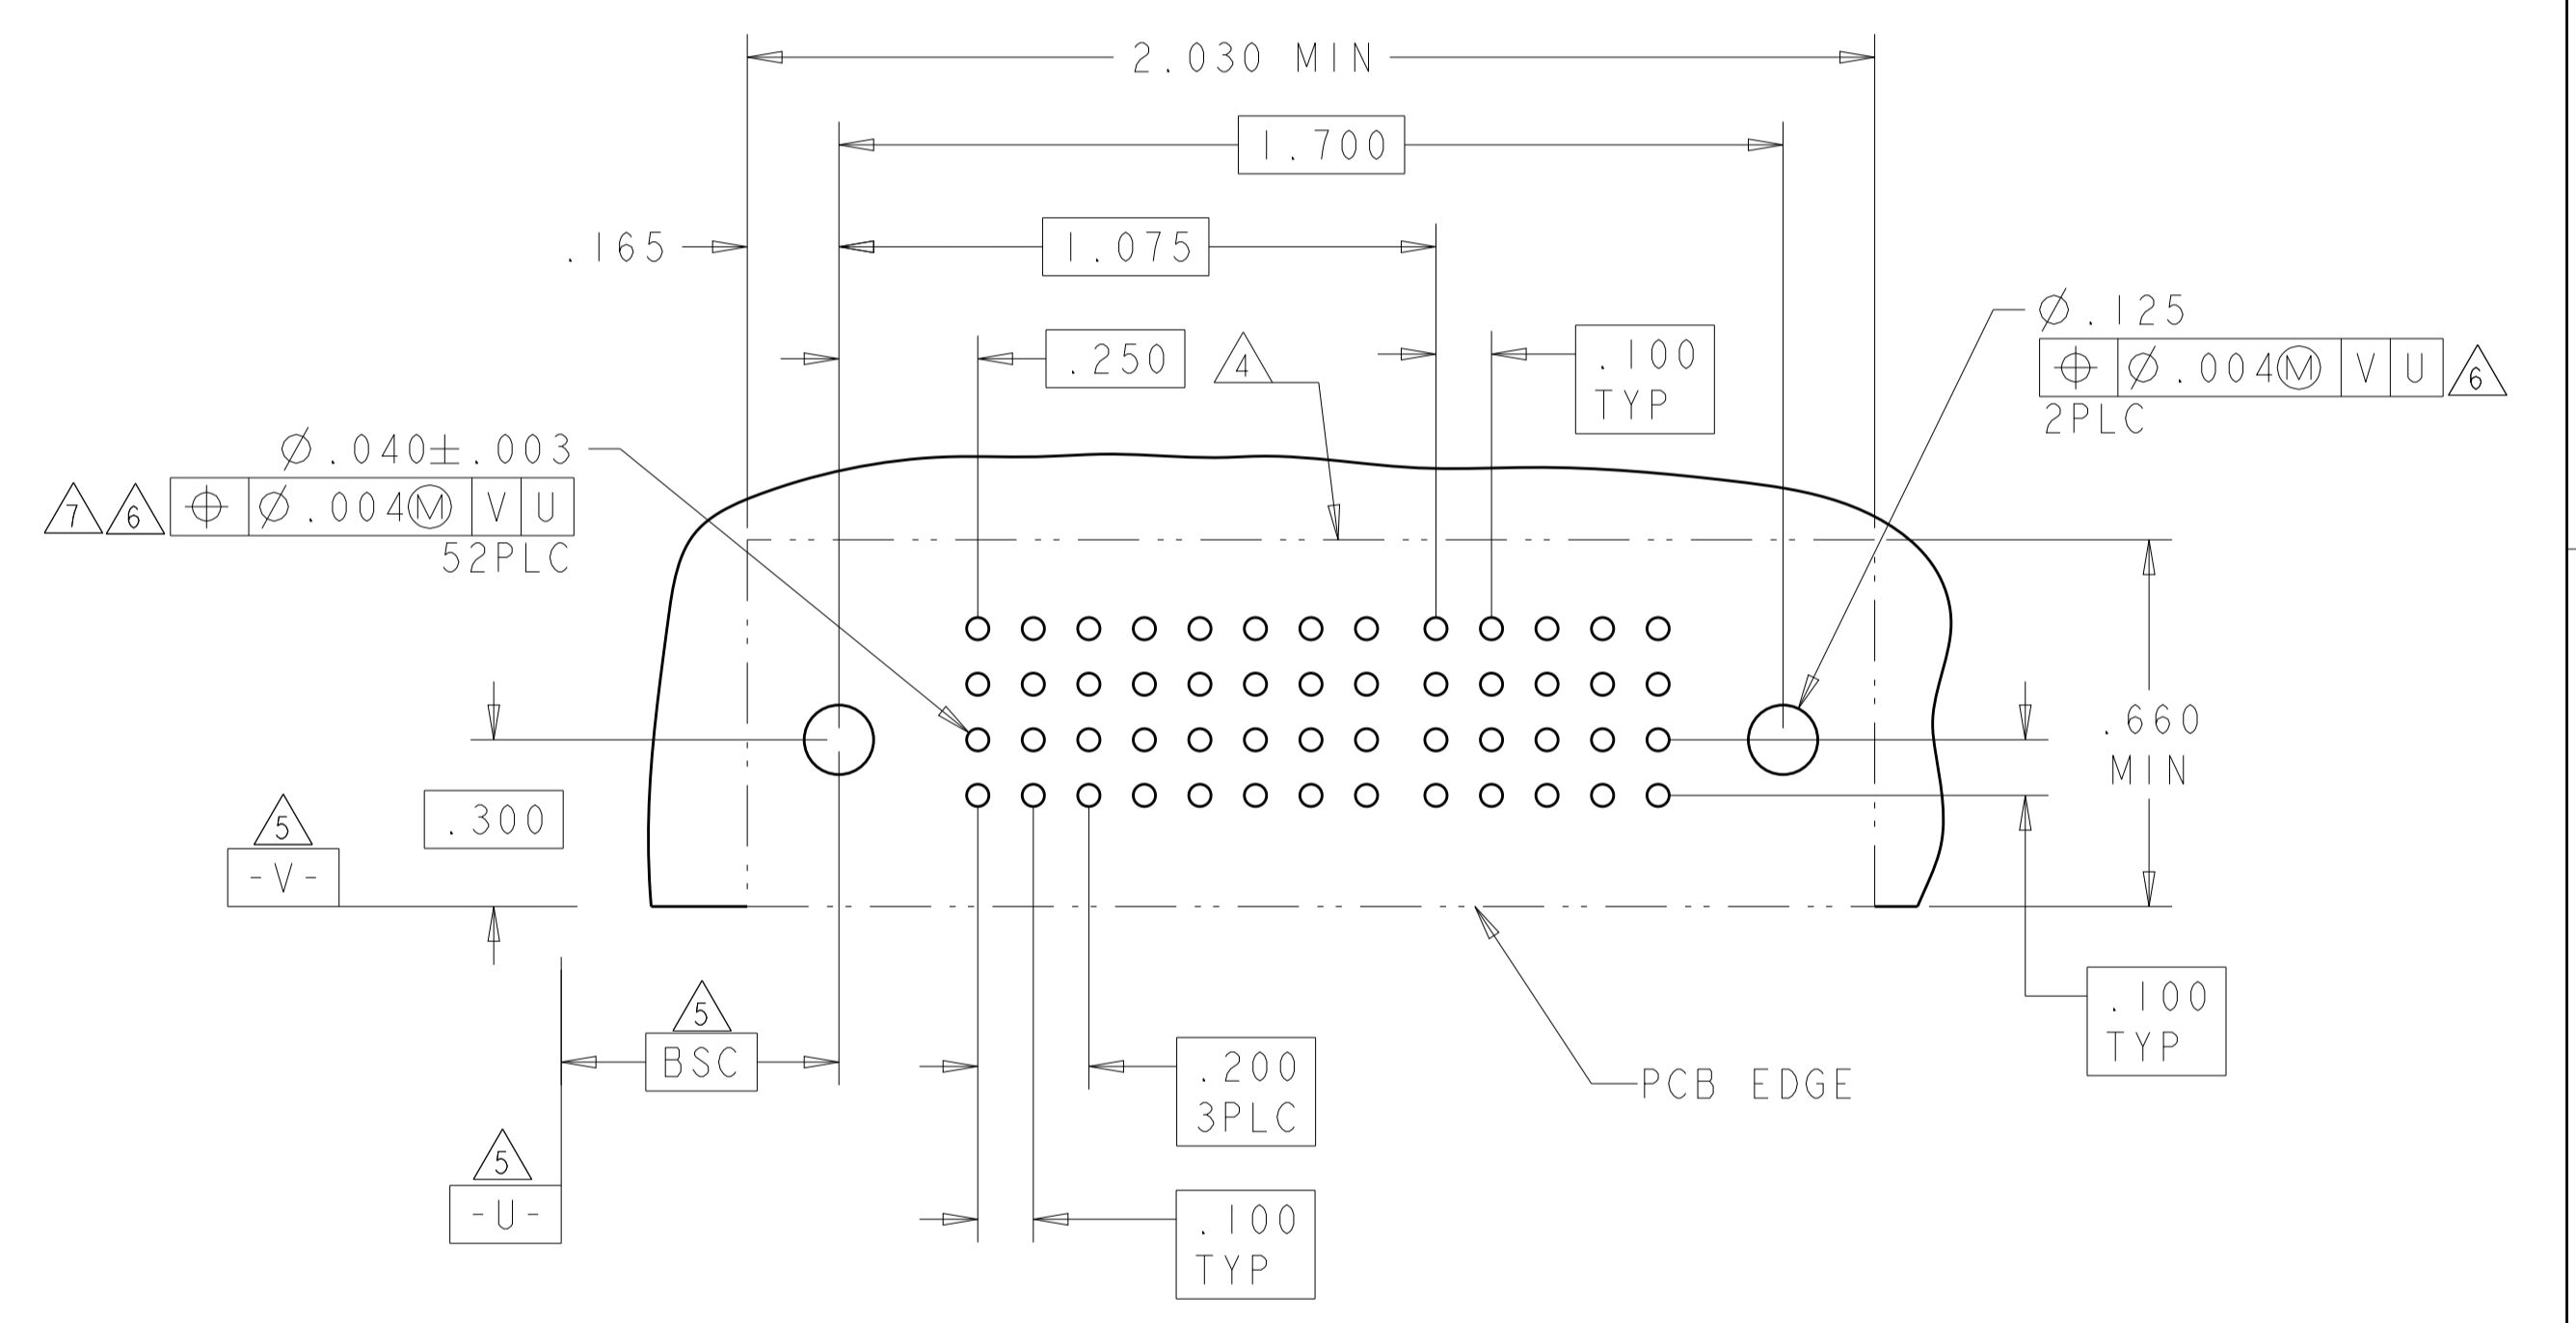 2.030 MIN
1.700
.165
1.075
.250
4
.100
TYP
Ø.125
⌖ Ø.004Ⓜ V U 6
2PLC
Ø.040±.003
7 6 ⌖ Ø.004Ⓜ V U
52PLC
.660
MIN
.300
5
-V-
5
BSC
.100
TYP
.200
3PLC
PCB EDGE
5
-U-
.100
TYP